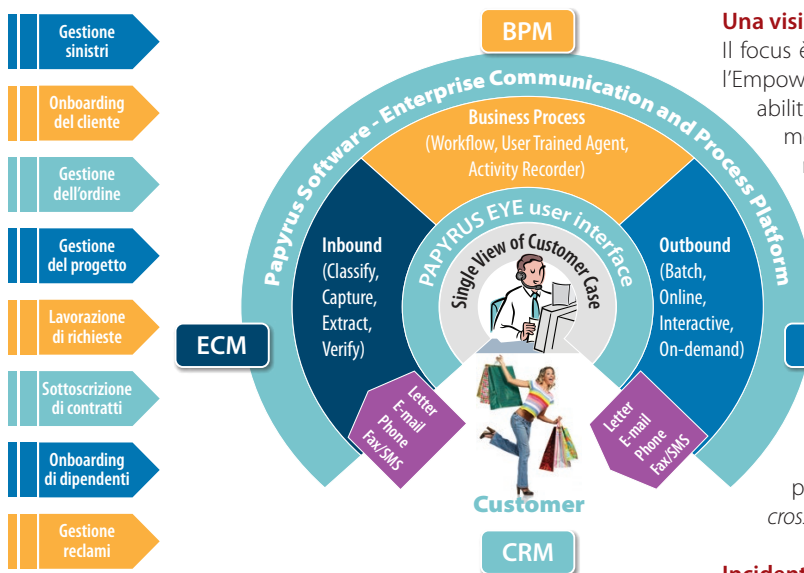 Gestione
sinistri
Onboarding
del cliente
Gestione
dell'ordine
Gestione
del progetto
Lavorazione
di richieste
Sottoscrizione
di contratti
Onboarding
di dipendenti
Gestione
reclami
BPM
Papyrus Software - Enterprise Communication and Process Platform
Business Process
(Workflow, User Trained Agent,
Activity Recorder)
PAPYRUS EYE user interface
Single View of Customer Case
Inbound
(Classify,
Capture,
Extract,
Verify)
Outbound
(Batch,
Online,
Interactive,
On-demand)
ECM
Letter
E-mail
Phone
Fax/SMS
Letter
E-mail
Phone
Fax/SMS
Customer
CRM
Una visi
Il focus è
l'Empow
abilit
m
p
cros
Incident